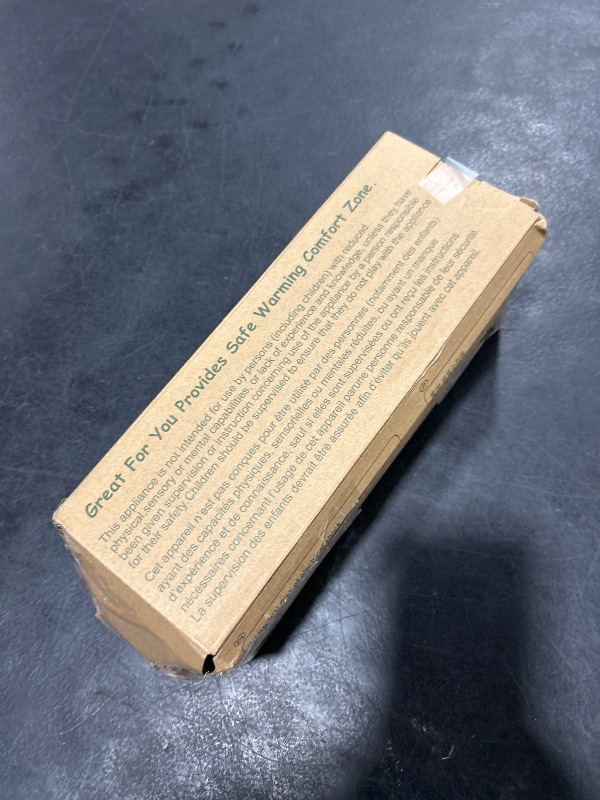 Great For You Provides Safe Warming Comfort Zone.
This appliance is not intended for use by persons (including children) with reduced
physical,sensory or mental capabilities, or lack of experience and knowledge, unless they have
been given supervision or instruction concerning use of the appliance by a person responsible
for their safety. Children should be supervised to ensure that they do not play with the appliance
Cet appareil n'est pas conçues pour être utilisé par des personnes (notamment des enfants)
ayant des capacités physiques, sensorielles ou mentales réduites, ou ayant un manque
d'expérience et de connaissance, sauf si elles sont supervisées ou ont reçu les instructions.
nécessaires concernant l'usage de cet appareil parune personne responsable de leur sécurité.
La supervision des enfants devrait être assurée afin d'éviter qu'ils jouent avec cet appareil.